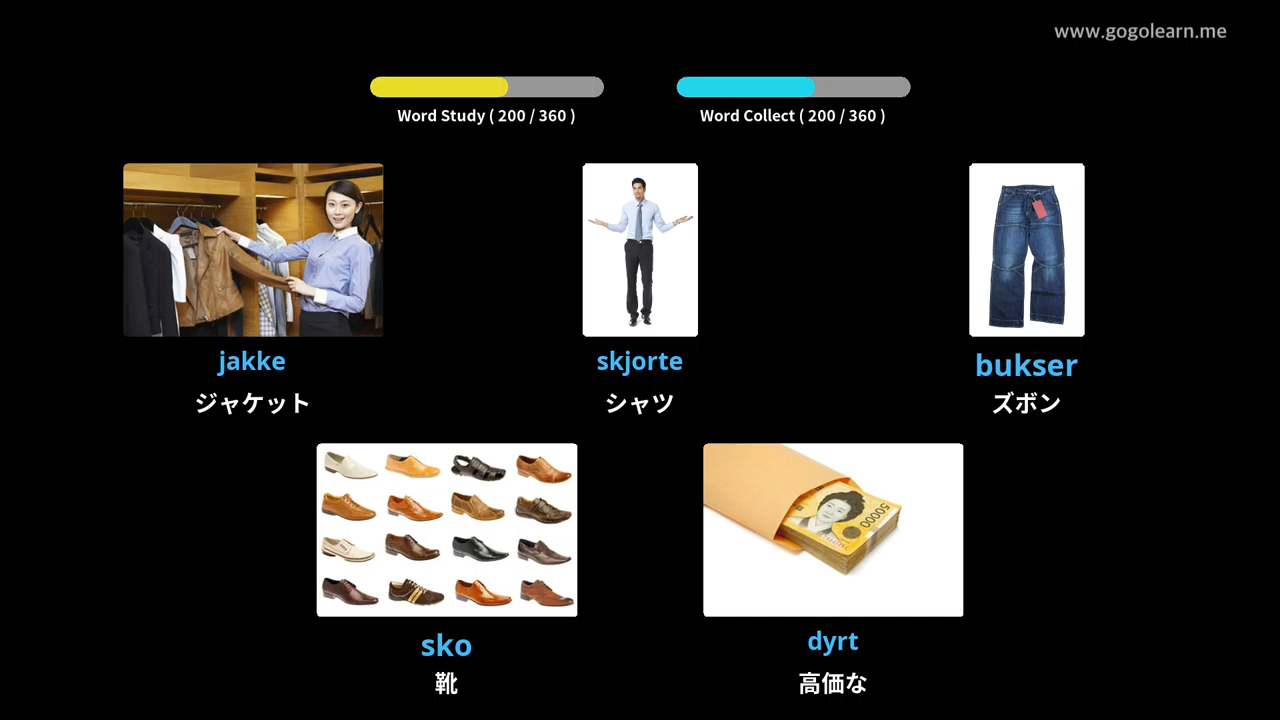 www.gogolearn.me
Word Study ( 200 / 360 )
Word Collect ( 200 / 360 )
jakke
ジャケット
skjorte
シャツ
bukser
ズボン
sko
靴
50000
dyrt
高価な